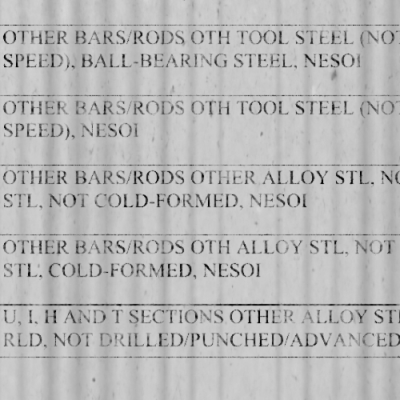 OTHER BARS/RODS OTH TOOL STEEL (NOT
SPEED), BALL-BEARING STEEL, NESOI
OTHER BARS/RODS OTH TOOL STEEL (NOT
SPEED), NESOI
OTHER BARS/RODS OTHER ALLOY STL, NO
STL, NOT COLD-FORMED, NESOI
OTHER BARS/RODS OTH ALLOY STL, NOT
STL, COLD-FORMED, NESOI
U, I, H AND T SECTIONS OTHER ALLOY STL
RLD, NOT DRILLED/PUNCHED/ADVANCED